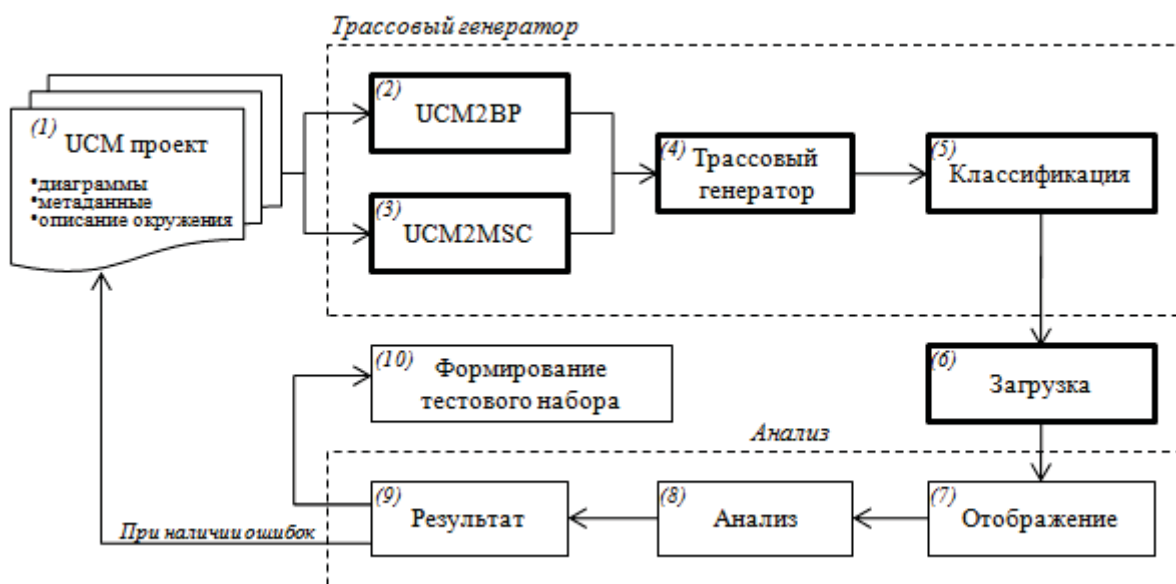 Трассовый генератор
(1)
UCM проект
•диаграммы
•метаданные
•описание окружения
(2)
UCM2BP
(3)
UCM2MSC
(4)
Трассовый
генератор
(5)
Классификация
(6)
Загрузка
(10)
Формирование
тестового набора
Анализ
(7)
Отображение
(8)
Анализ
(9)
Результат
При наличии ошибок